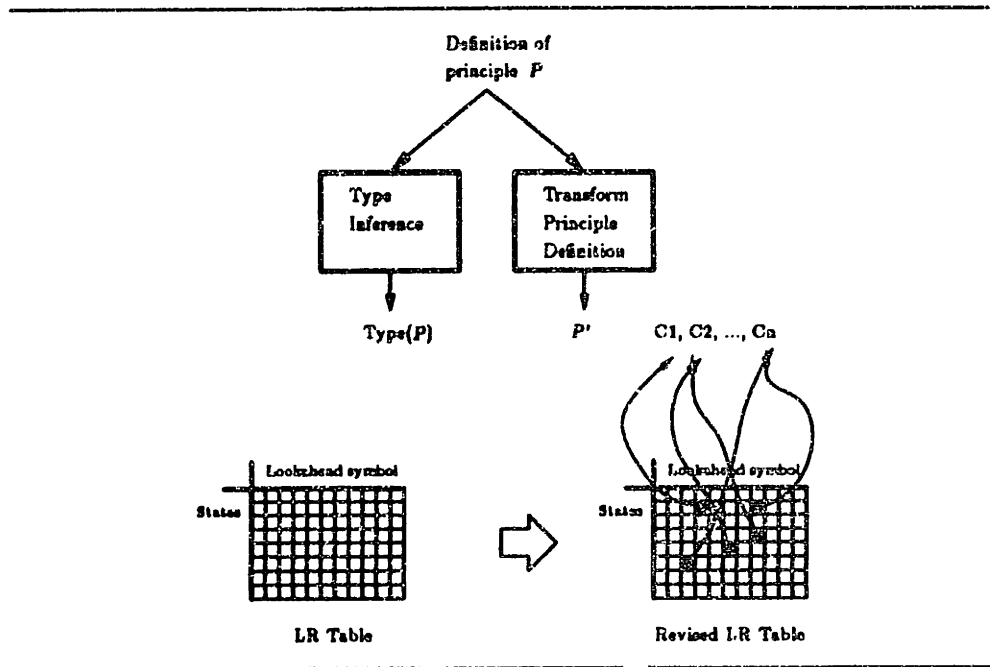 Definition of
principle P
Type
Inference
Transform
Principle
Definition
Type(P)
P'
C1, C2, ..., Cn
Lookahead symbol
States
LR Table
Lookahead symbol
States
Revised LR Table